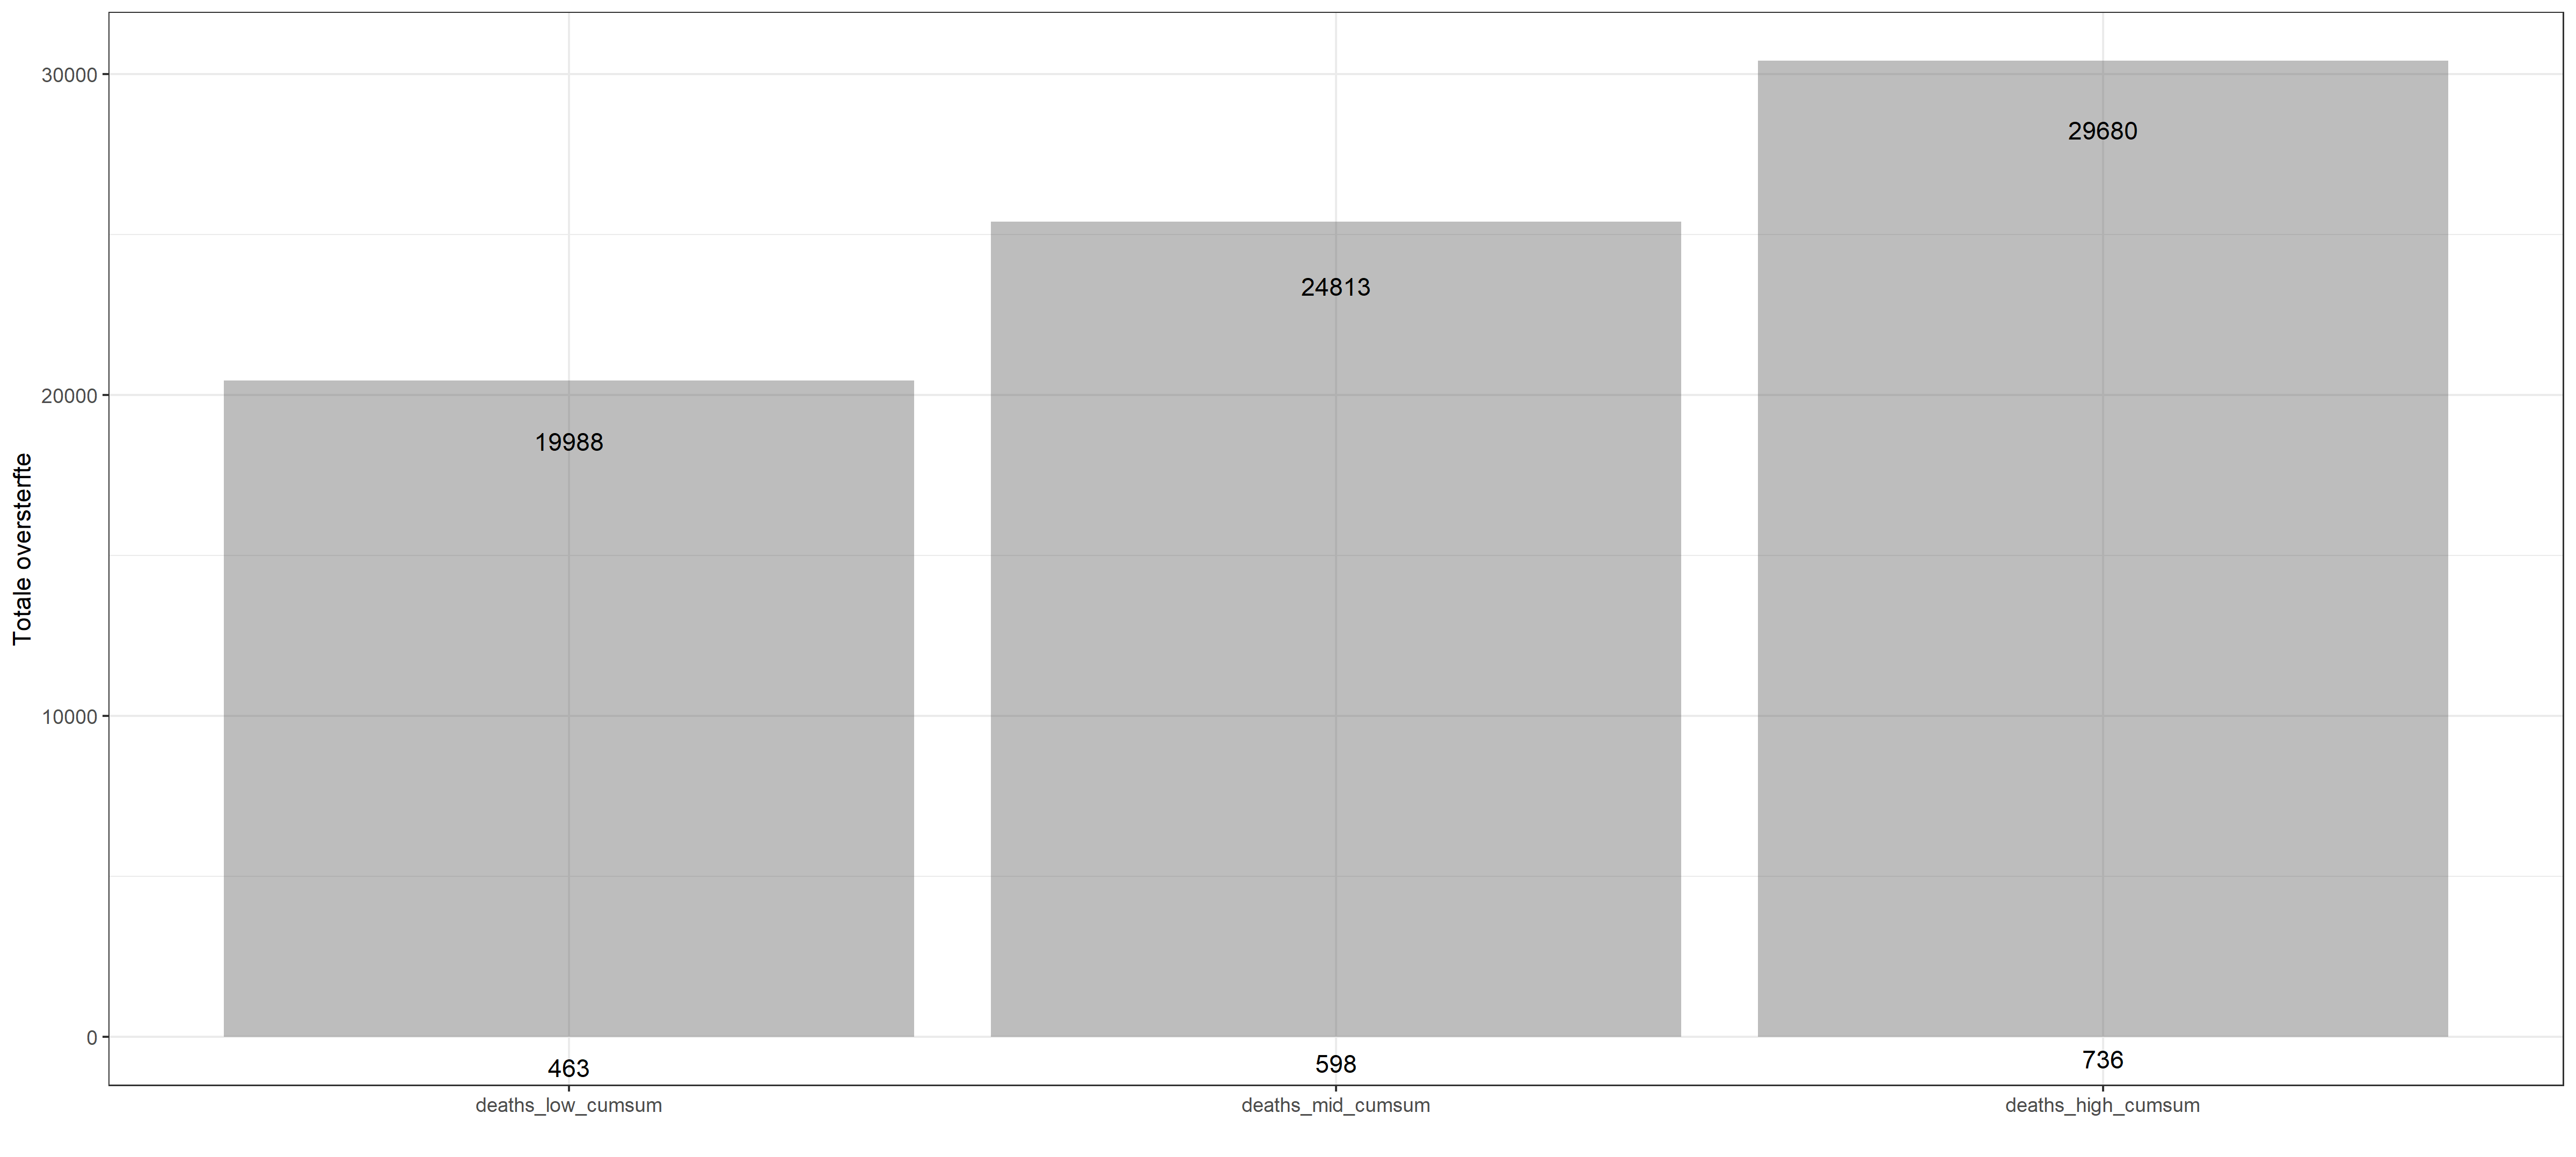 Totale oversterfte
30000
20000
10000
0
19988
24813
29680
463
598
736
deaths_low_cumsum
deaths_mid_cumsum
deaths_high_cumsum